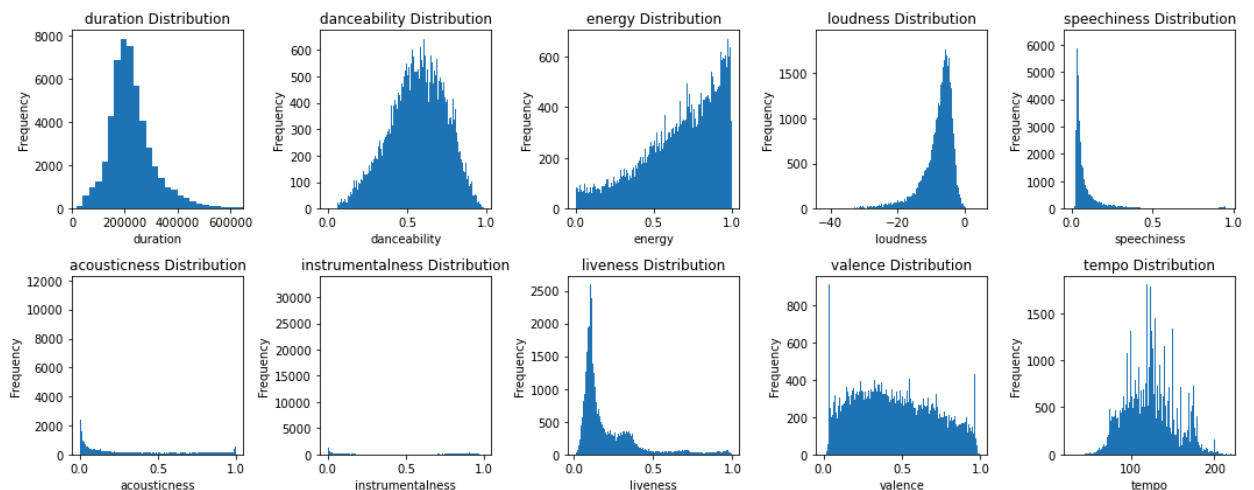 duration Distribution
Frequency
8000
6000
4000
2000
0
0 200000 400000 600000
duration
danceability Distribution
Frequency
600
500
400
300
200
100
0
0.0 0.5 1.0
danceability
energy Distribution
Frequency
600
400
200
0
0.0 0.5 1.0
energy
loudness Distribution
Frequency
1500
1000
500
0
−40 −20 0
loudness
speechiness Distribution
Frequency
6000
5000
4000
3000
2000
1000
0
0.0 0.5 1.0
speechiness
acousticness Distribution
Frequency
12000
10000
8000
6000
4000
2000
0
0.0 0.5 1.0
acousticness
instrumentalness Distribution
Frequency
30000
25000
20000
15000
10000
5000
0
0.0 0.5 1.0
instrumentalness
liveness Distribution
Frequency
2500
2000
1500
1000
500
0
0.0 0.5 1.0
liveness
valence Distribution
Frequency
800
600
400
200
0
0.0 0.5 1.0
valence
tempo Distribution
Frequency
1500
1000
500
0
100 200
tempo